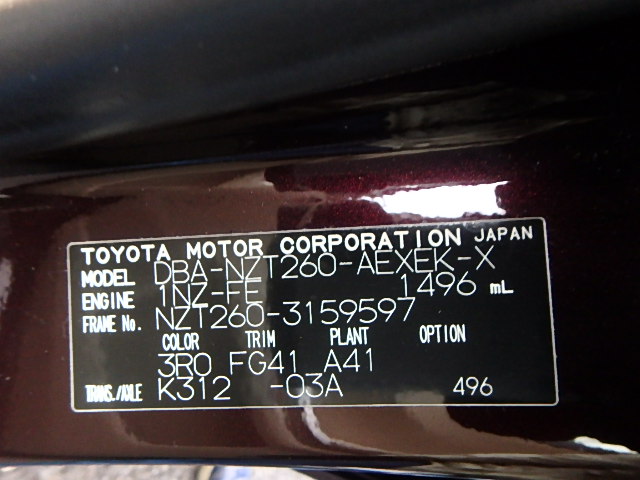 TOYOTA MOTOR CORPORATION JAPAN
MODEL DBA-NZT260-AEXEK-X
ENGINE 1NZ-FE 1496 mL
FRAME No. NZT260-3159597
COLOR TRIM PLANT OPTION
3R0 FG41 A41
TRANS./AXLE K312 -03A 496